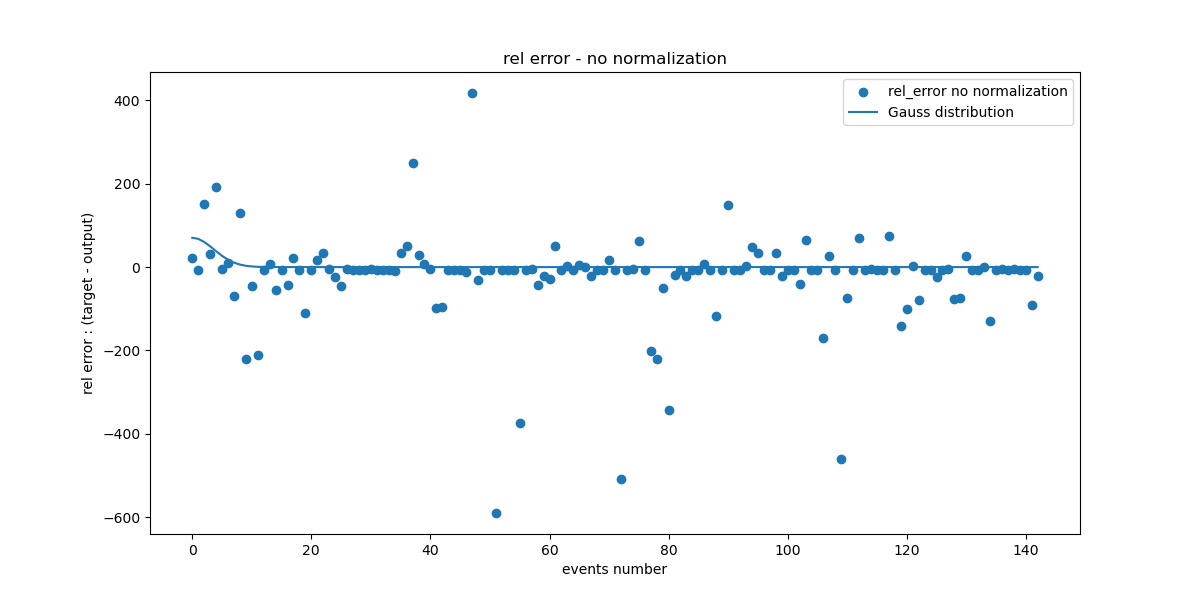 rel error - no normalization
rel_error no normalization
Gauss distribution
rel error : (target - output)
400
200
0
−200
−400
−600
0
20
40
60
80
100
120
140
events number